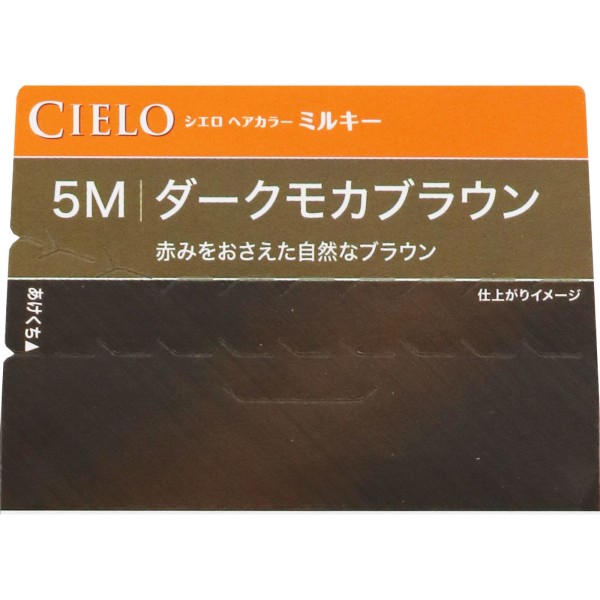 CIELO シエロ ヘアカラー ミルキー
5M ダークモカブラウン
赤みをおさえた自然なブラウン
あけくち▲
仕上がりイメージ